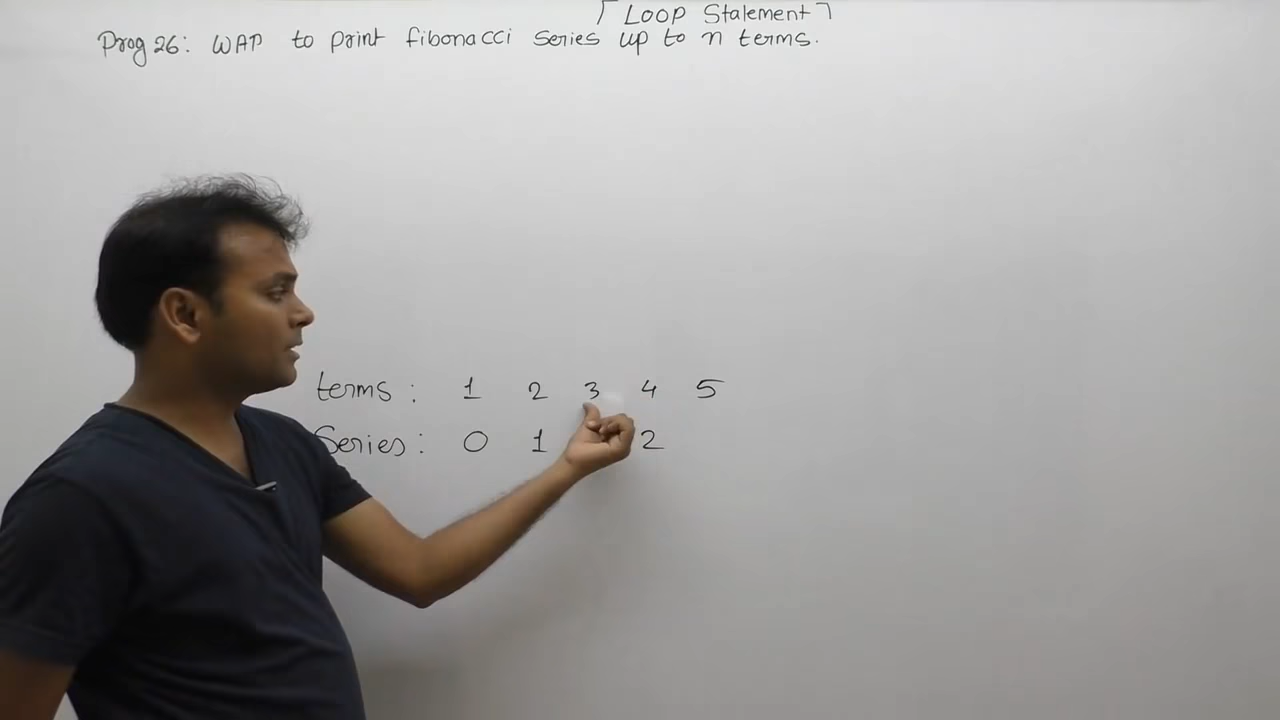 ⌈ Loop Statement ⌉
Prog 26: WAP to print fibonacci series up to n terms.
terms : 1 2 3 4 5
Series : 0 1 2